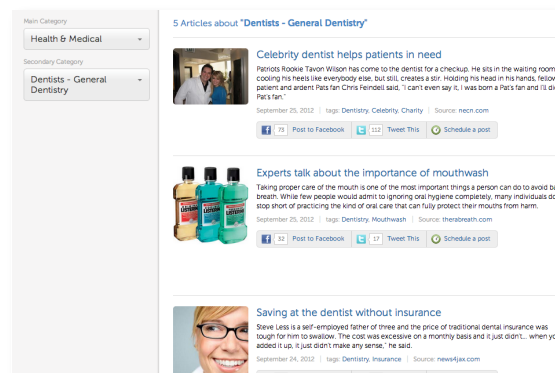 Main Category
Health & Medical
Secondary Category
Dentists - General
Dentistry
5 Articles about "Dentists - General Dentistry"
Celebrity dentist helps patients in need
Patriots Rookie Tavon Wilson has come to the dentist for a checkup. He sits in the waiting room
cooling his heels like everybody else, but still, creates a stir. Holding his head in his hands, fellow
patient and ardent Pats fan Chris Feindell said, "I can't even say it, I was born a Pat's fan and I'll die
Pat's fan."
September 25, 2012 | tags: Dentistry, Celebrity, Charity | Source: necn.com
73 Post to Facebook 112 Tweet This Schedule a post
Experts talk about the importance of mouthwash
Taking proper care of the mouth is one of the most important things a person can do to avoid ba
breath. While few people would admit to ignoring oral hygiene completely, many individuals do
stop short of practicing the kind of oral care that can fully protect their mouths from harm.
September 25, 2012 | tags: Dentistry, Mouthwash | Source: therabreath.com
LISTERINE
LISTERINE
LISTERINE
32 Post to Facebook 17 Tweet This Schedule a post
Saving at the dentist without insurance
Steve Less is a self-employed father of three and the price of traditional dental insurance was
tough for him to swallow. The cost was excessive on a monthly basis and it just didn't... when yo
added it up, it just didn't make any sense," he said.
September 24, 2012 | tags: Dentistry, Insurance | Source: news4jax.com